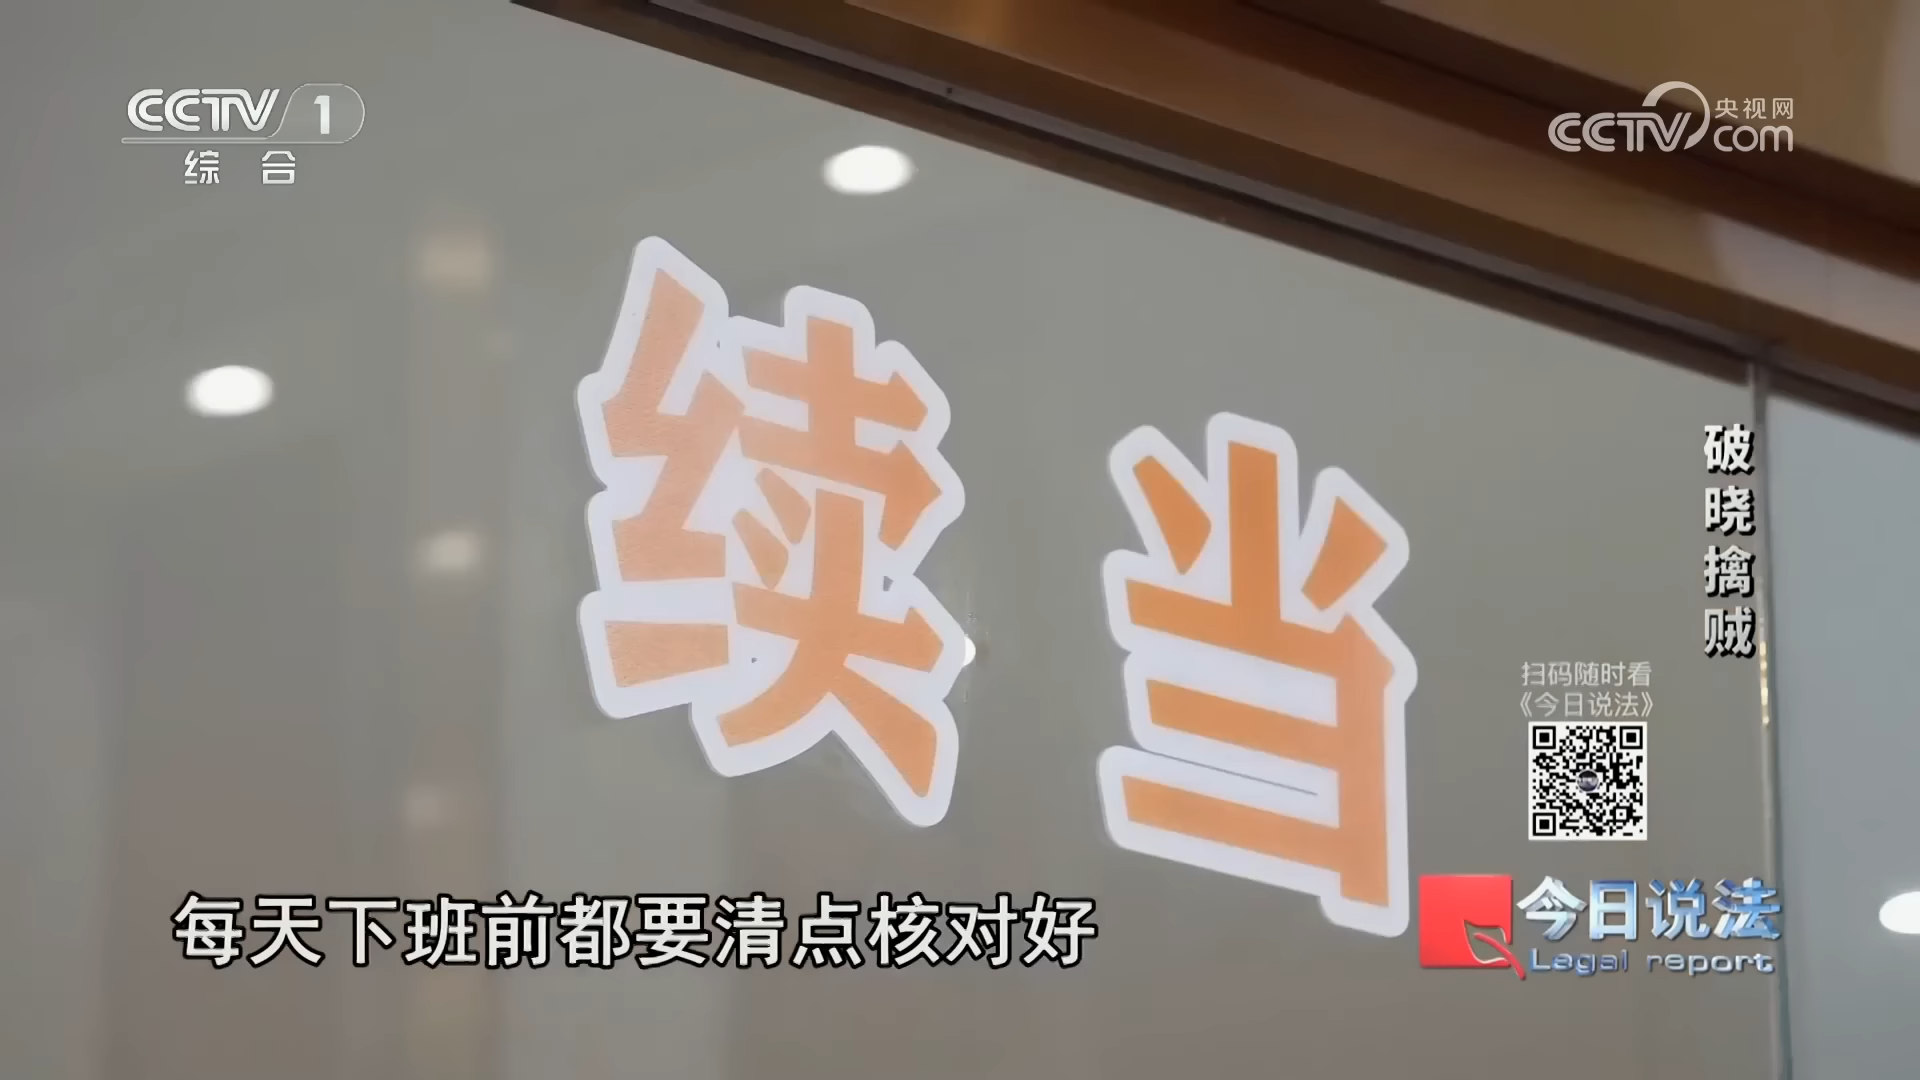 CCTV 1
综 合
央视网
CCTV com
续当
破晓擒贼
扫码随时看
《今日说法》
每天下班前都要清点核对好
今日说法
Legal report